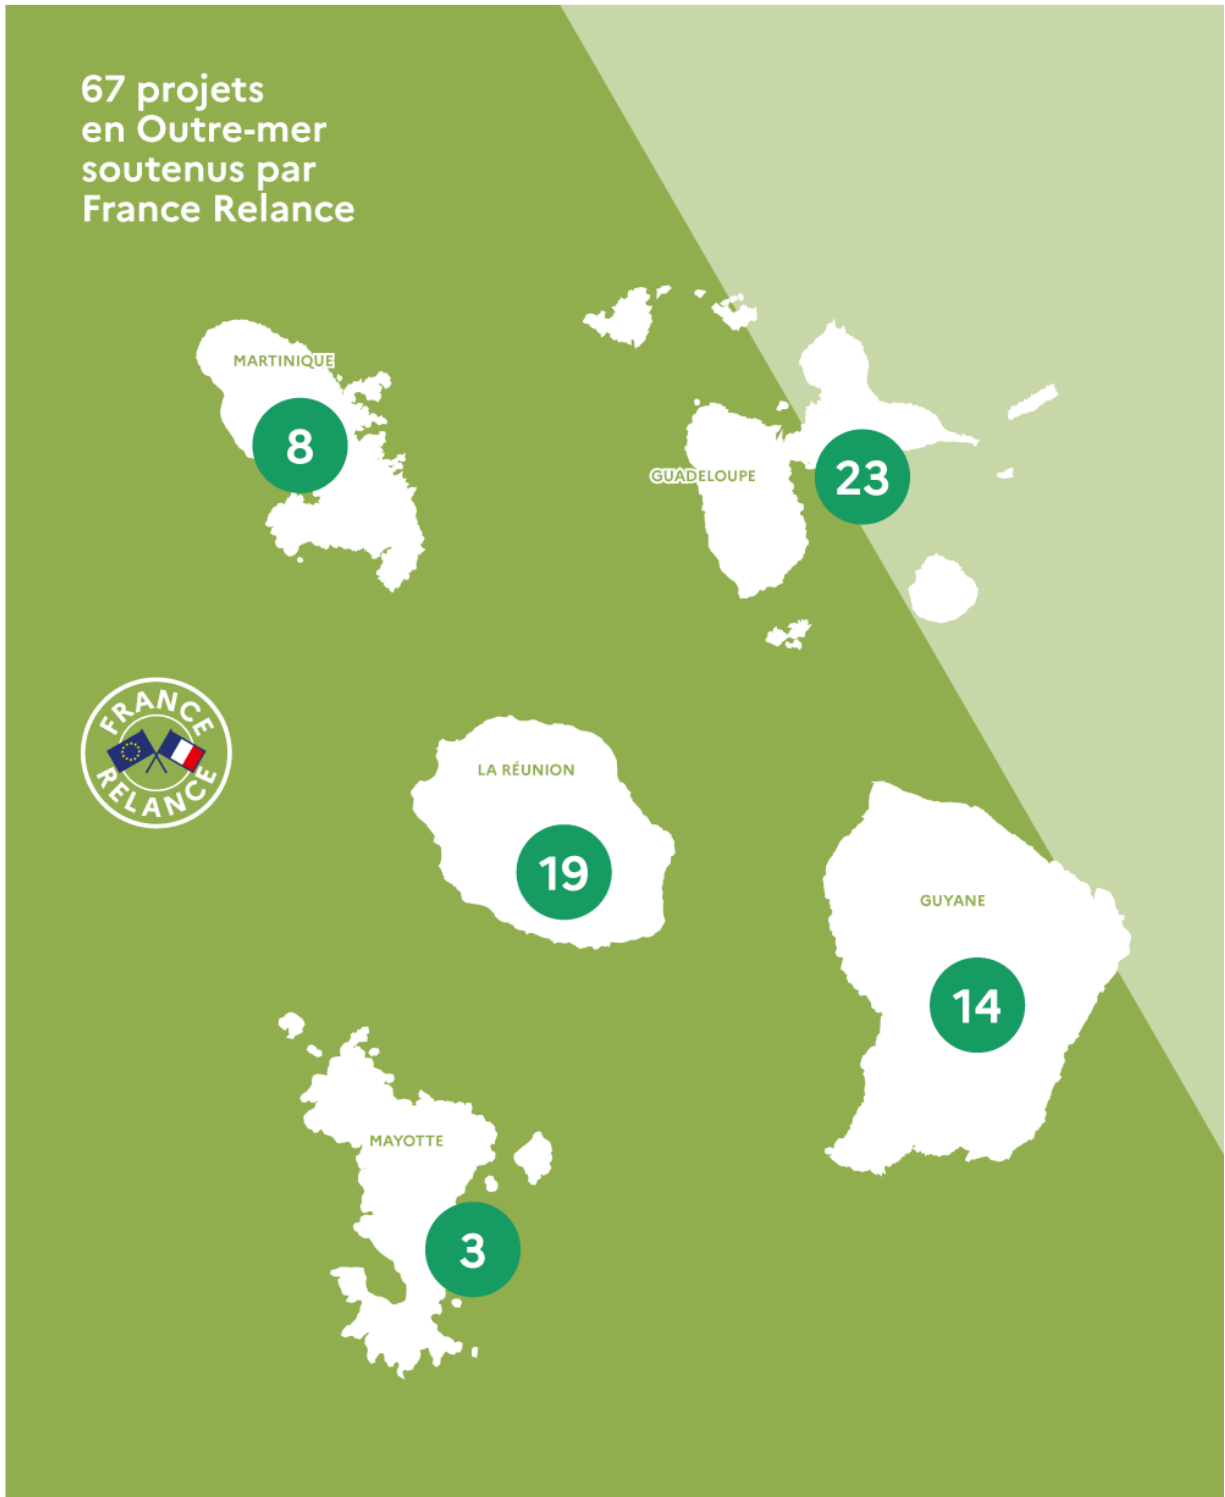 67 projets
en Outre-mer
soutenus par
France Relance
MARTINIQUE
8
GUADELOUPE
23
FRANCE
RELANCE
LA RÉUNION
19
GUYANE
14
MAYOTTE
3